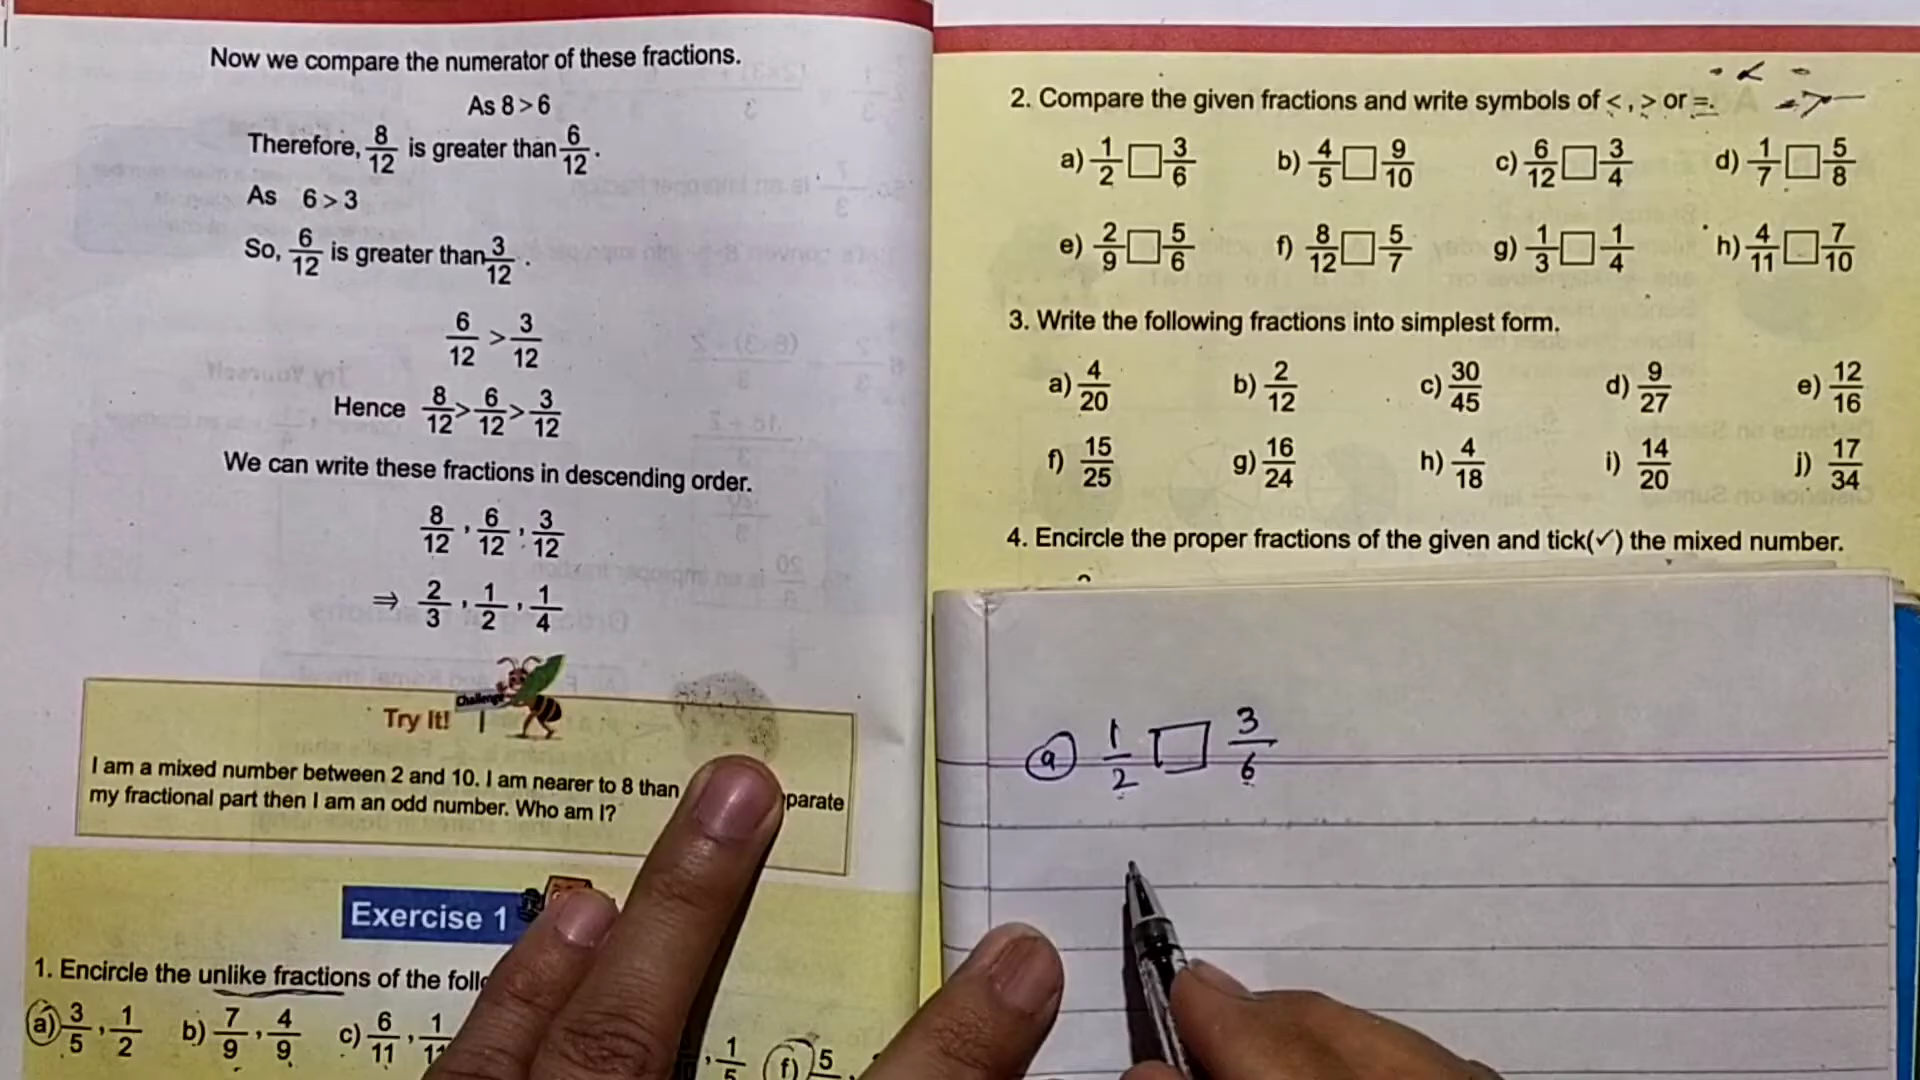 Now we compare the numerator of these fractions.
As 8 > 6
Therefore, 8/12 is greater than 6/12 .
As 6 > 3
So, 6/12 is greater than 3/12 .
6/12 > 3/12
Hence 8/12 > 6/12 > 3/12
We can write these fractions in descending order.
8/12 , 6/12 , 3/12
⇒ 2/3 , 1/2 , 1/4
Challenge
Try It!
I am a mixed number between 2 and 10. I am nearer to 8 than
my fractional part then I am an odd number. Who am I?
Exercise 1
1. Encircle the unlike fractions of the
a) 3/5 , 1/2 b) 7/9 , 4/9 c) 6/11 ,
f) 5
2. Compare the given fractions and write symbols of < , > or =.
a) 1/2 □ 3/6 b) 4/5 □ 9/10 c) 6/12 □ 3/4 d) 1/7 □ 5/8
e) 2/9 □ 5/6 f) 8/12 □ 5/7 g) 1/3 □ 1/4 h) 4/11 □ 7/10
3. Write the following fractions into simplest form.
a) 4/20 b) 2/12 c) 30/45 d) 9/27 e) 12/16
f) 15/25 g) 16/24 h) 4/18 i) 14/20 j) 17/34
4. Encircle the proper fractions of the given and tick(✓) the mixed number.
a 1/2 □ 3/6